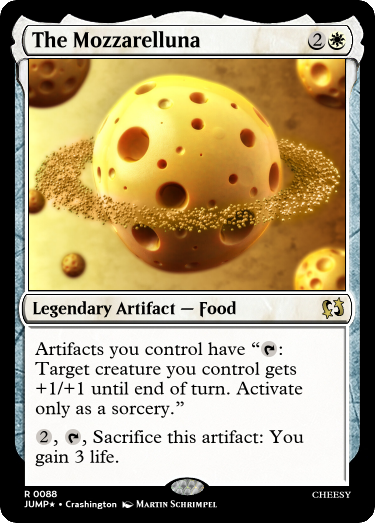 The Mozzarelluna 2
Legendary Artifact — Food
Artifacts you control have “:
Target creature you control gets
+1/+1 until end of turn. Activate
only as a sorcery.”
2, , Sacrifice this artifact: You
gain 3 life.
R 0088
JUMP★ • Crashington Martin Schrimpel CHEESY